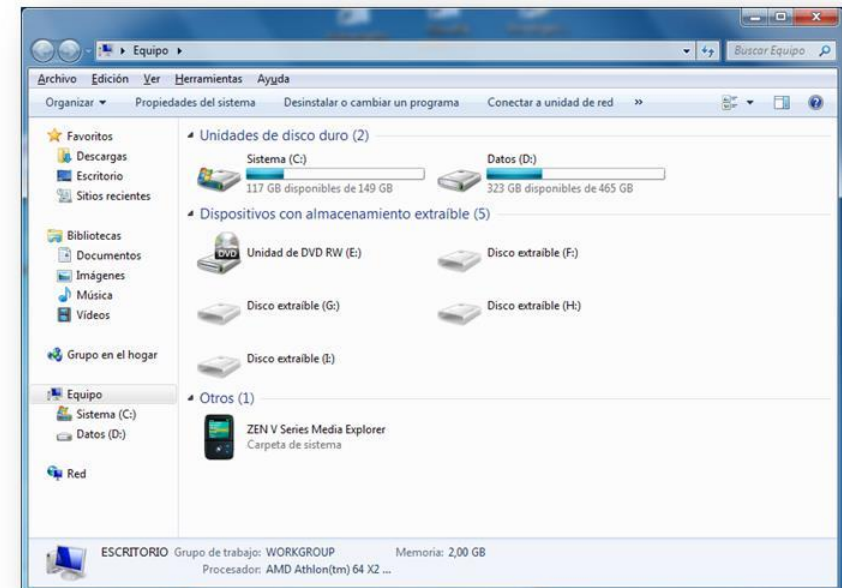 Equipo
Buscar Equipo
Archivo Edición Ver Herramientas Ayuda
Organizar Propiedades del sistema Desinstalar o cambiar un programa Conectar a unidad de red »
Favoritos
Descargas
Escritorio
Sitios recientes
Bibliotecas
Documentos
Imágenes
Música
Vídeos
Grupo en el hogar
Equipo
Sistema (C:)
Datos (D:)
Red
Unidades de disco duro (2)
Sistema (C:)
117 GB disponibles de 149 GB
Datos (D:)
323 GB disponibles de 465 GB
Dispositivos con almacenamiento extraíble (5)
DVD
Unidad de DVD RW (E:)
Disco extraíble (F:)
Disco extraíble (G:)
Disco extraíble (H:)
Disco extraíble (I:)
Otros (1)
ZEN V Series Media Explorer
Carpeta de sistema
ESCRITORIO Grupo de trabajo: WORKGROUP Memoria: 2,00 GB
Procesador: AMD Athlon(tm) 64 X2 ...